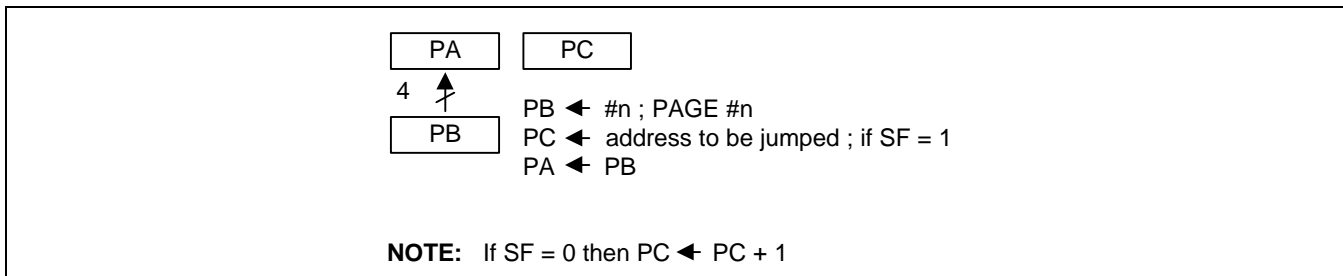 PA PC
4
PB ← #n ; PAGE #n
PB PC ← address to be jumped ; if SF = 1
PA ← PB
NOTE: If SF = 0 then PC ← PC + 1